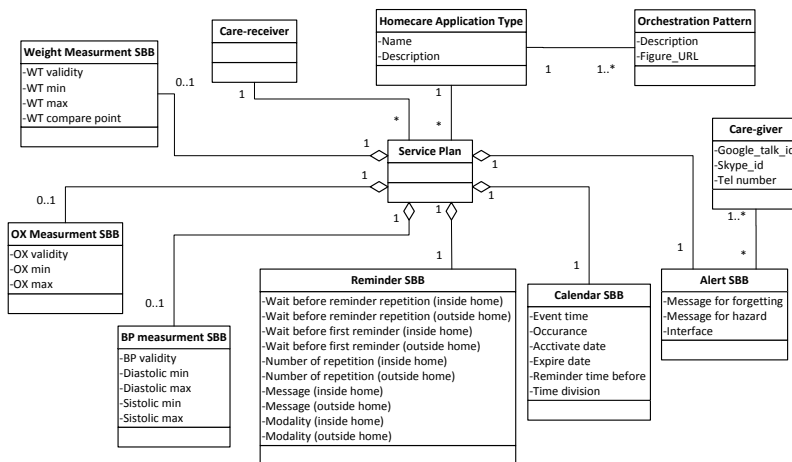 Homecare Application Type
-Name
-Description
Orchestration Pattern
-Description
-Figure_URL
Care-receiver
Weight Measurment SBB
-WT validity
-WT min
-WT max
-WT compare point
0..1
1
1
1
1..*
*
*
Care-giver
-Google_talk_id
-Skype_id
-Tel number
Service Plan
1
1
1
1
1
1
0..1
OX Measurment SBB
-OX validity
-OX min
-OX max
1..*
*
1
0..1
1
1
BP measurment SBB
-BP validity
-Diastolic min
-Diastolic max
-Sistolic min
-Sistolic max
Reminder SBB
-Wait before reminder repetition (inside home)
-Wait before reminder repetition (outside home)
-Wait before first reminder (inside home)
-Wait before first reminder (outside home)
-Number of repetition (inside home)
-Number of repetition (outside home)
-Message (inside home)
-Message (outside home)
-Modality (inside home)
-Modality (outside home)
Calendar SBB
-Event time
-Occurance
-Acctivate date
-Expire date
-Reminder time before
-Time division
Alert SBB
-Message for forgetting
-Message for hazard
-Interface